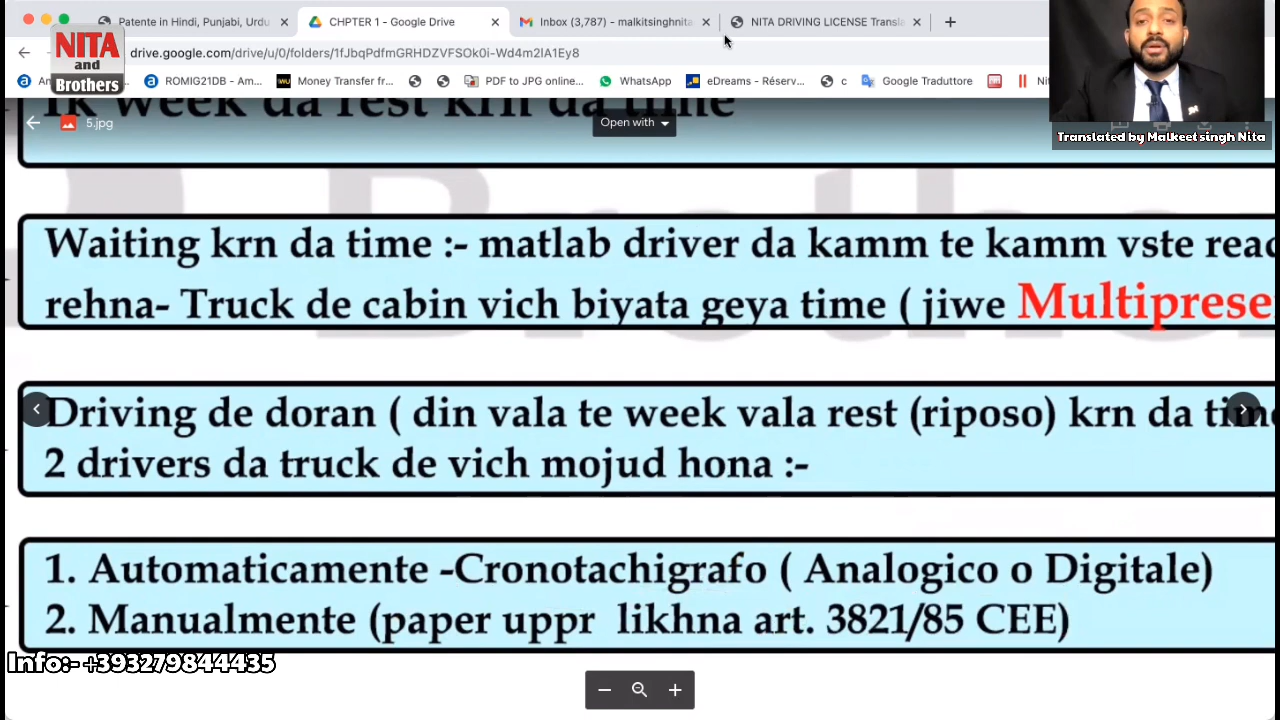 Patente in Hindi, Punjabi, Urdu
CHPTER 1 - Google Drive
Inbox (3,787) - malkitsinghnita
NITA DRIVING LICENSE Transla
drive.google.com/drive/u/0/folders/1fJbqPdfmGRHDZVFSOk0i-Wd4m2IA1Ey8
NITA
and
Brothers
ROMIG21DB - Am...
Money Transfer fr...
PDF to JPG online...
WhatsApp
eDreams - Réserv...
c
Google Traduttore
Ik week da rest krn da time
5.jpg
Open with
Translated by Malkeet singh Nita
Waiting krn da time :- matlab driver da kamm te kamm vste
rehna- Truck de cabin vich biyata geya time ( jiwe Multiprese
Driving de doran ( din vala te week vala rest (riposo) krn da time
2 drivers da truck de vich mojud hona :-
1. Automaticamente -Cronotachigrafo ( Analogico o Digitale)
2. Manualmente (paper uppr likhna art. 3821/85 CEE)
Info:- +393279844435